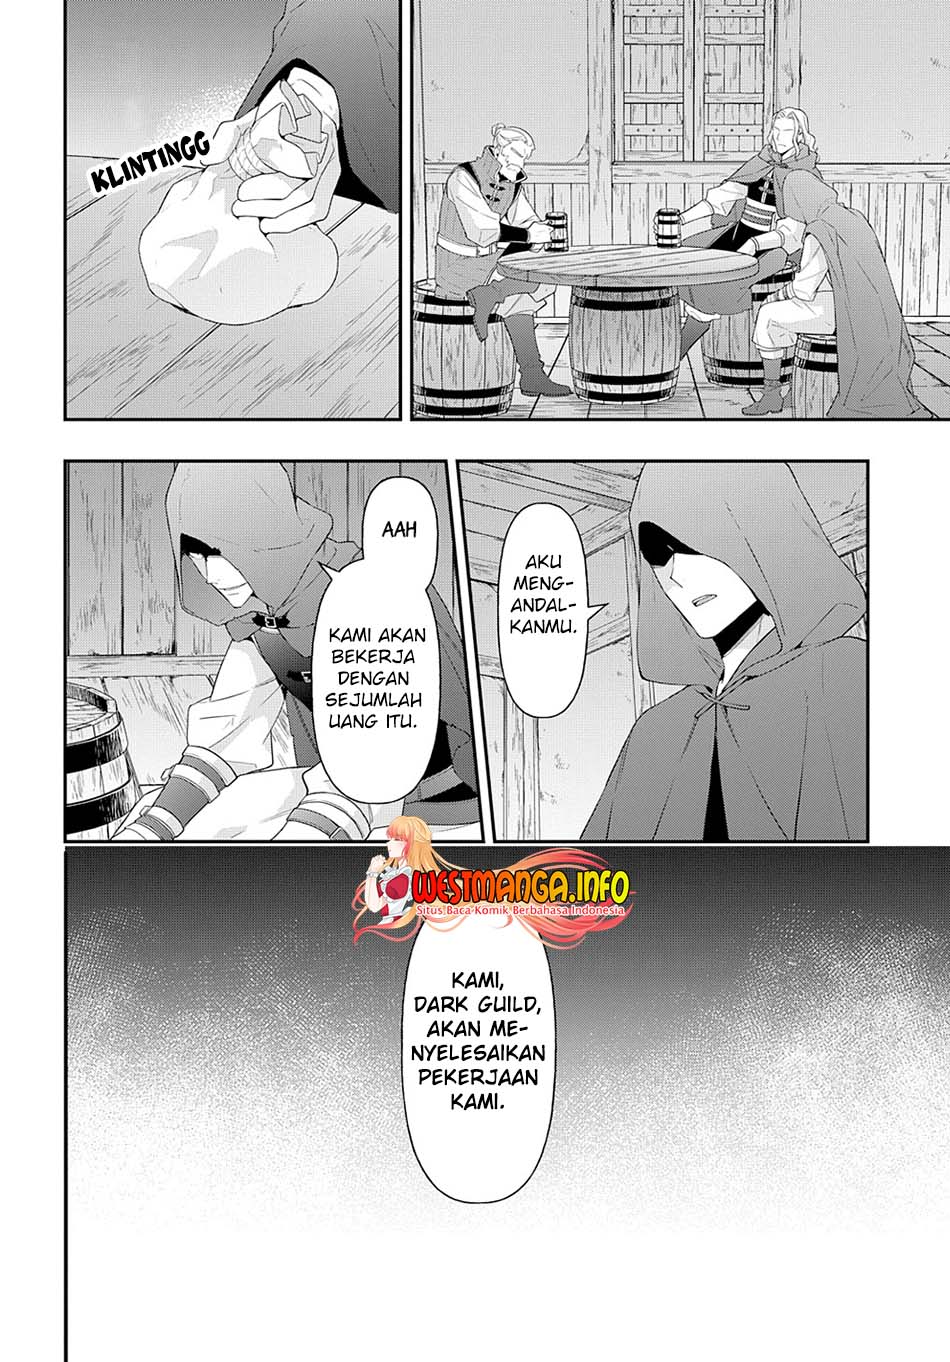 KLINTINGG
AKU
MENG-
ANDAL-
KANMU.
AAH
KAMI AKAN
BEKERJA
DENGAN
SEJUMLAH
UANG ITU.
WESTMANGA.INFO
Situs Baca Komik Berbahasa Indonesia
KAMI,
DARK GUILD,
AKAN ME-
NYELESAIKAN
PEKERJAAN
KAMI.